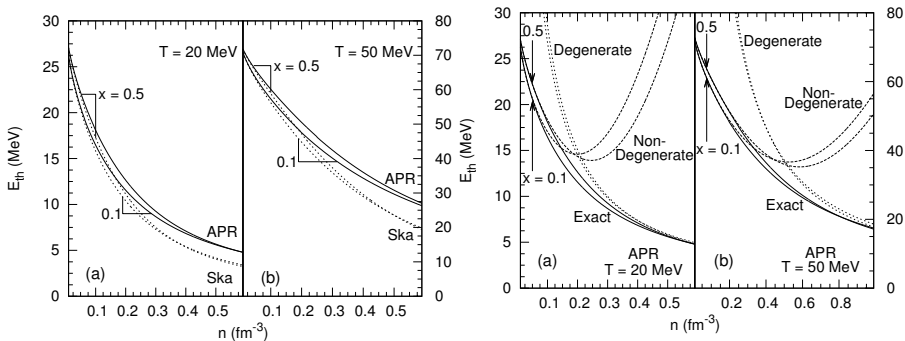 30
25
20
15
10
5
0
E_th (MeV)
T = 20 MeV
x = 0.5
0.1
APR
Ska
(a)
0.1 0.2 0.3 0.4 0.5
T = 50 MeV
x = 0.5
0.1
APR
Ska
(b)
0.1 0.2 0.3 0.4 0.5
80
70
60
50
40
30
20
10
0
E_th (MeV)
n (fm^-3)
30
25
20
15
10
5
0
0.5
Degenerate
Non-
Degenerate
x = 0.1
Exact
(a)
APR
T = 20 MeV
0.1 0.2 0.3 0.4 0.5
0.5
Degenerate
Non-
Degenerate
x = 0.1
Exact
(b)
APR
T = 50 MeV
0.2 0.4 0.6 0.8
80
60
40
20
0
n (fm^-3)